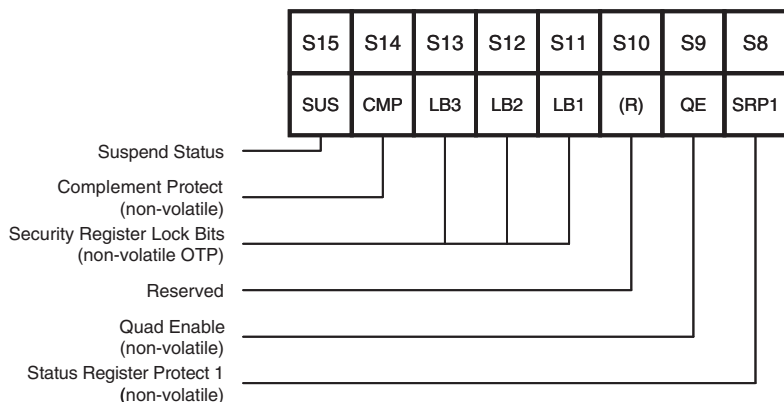 S15 S14 S13 S12 S11 S10 S9 S8
SUS CMP LB3 LB2 LB1 (R) QE SRP1
Suspend Status
Complement Protect
(non-volatile)
Security Register Lock Bits
(non-volatile OTP)
Reserved
Quad Enable
(non-volatile)
Status Register Protect 1
(non-volatile)